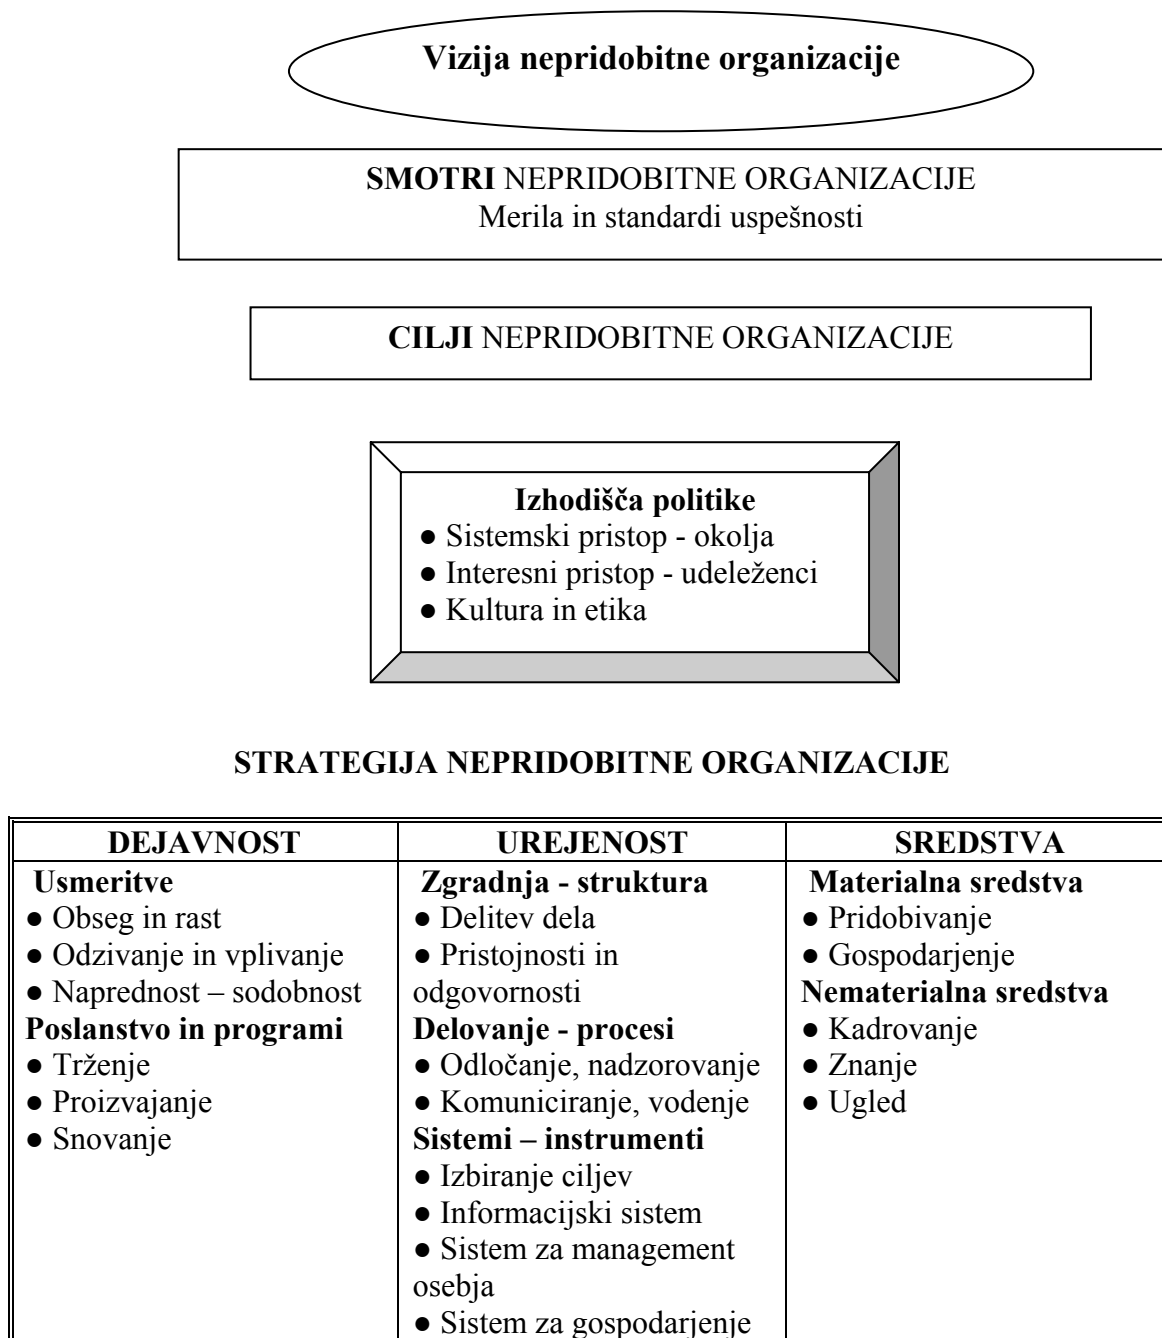 Vizija nepridobitne organizacije
SMOTRI NEPRIDOBITNE ORGANIZACIJE
Merila in standardi uspešnosti
CILJI NEPRIDOBITNE ORGANIZACIJE
Izhodišča politike
● Sistemski pristop - okolja
● Interesni pristop - udeleženci
● Kultura in etika
STRATEGIJA NEPRIDOBITNE ORGANIZACIJE
DEJAVNOST
Usmeritve
● Obseg in rast
● Odzivanje in vplivanje
● Naprednost – sodobnost
Poslanstvo in programi
● Trženje
● Proizvajanje
● Snovanje
UREJENOST
Zgradnja - struktura
● Delitev dela
● Pristojnosti in
odgovornosti
Delovanje - procesi
● Odločanje, nadzorovanje
● Komuniciranje, vodenje
Sistemi – instrumenti
● Izbiranje ciljev
● Informacijski sistem
● Sistem za management
osebja
● Sistem za gospodarjenje
SREDSTVA
Materialna sredstva
● Pridobivanje
● Gospodarjenje
Nematerialna sredstva
● Kadrovanje
● Znanje
● Ugled